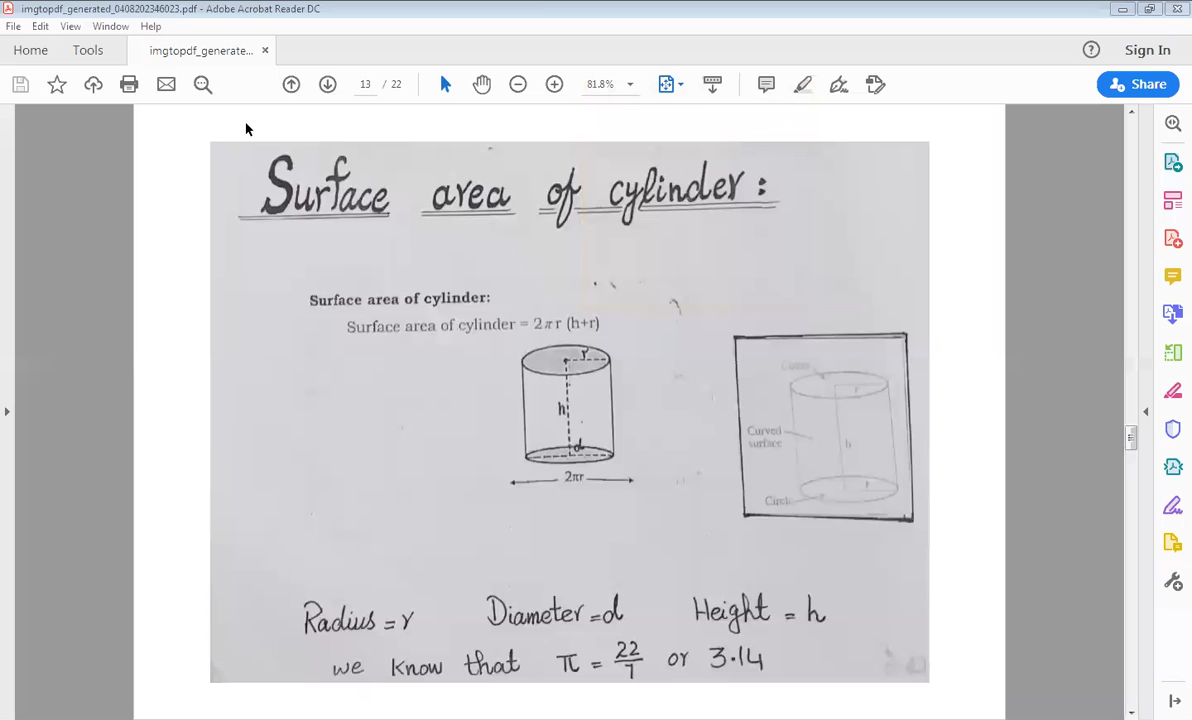 imgtopdf_generated_0408202346023.pdf - Adobe Acrobat Reader DC
File Edit View Window Help
Home Tools imgtopdf_generate... × Sign In
13 / 22 81.8% Share
Surface area of cylinder:
Surface area of cylinder:
Surface area of cylinder = 2πr (h+r)
r
h
d
2πr
r
Curved
surface
h
r
Circle
Radius = r Diameter = d Height = h
we know that π = 22/7 or 3.14